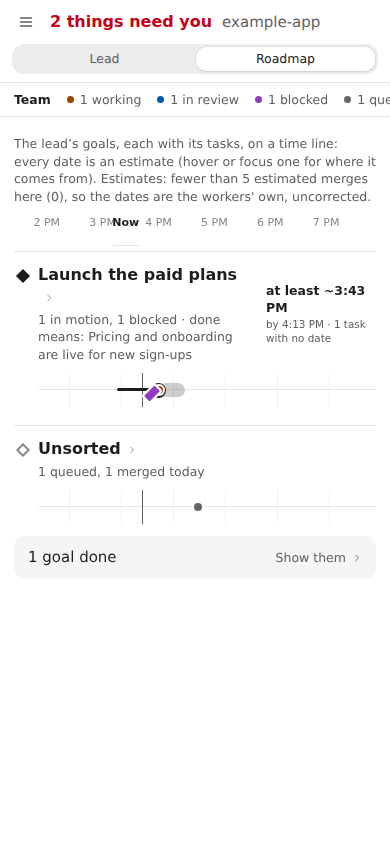 2 things need you example-app
Lead Roadmap
Team 1 working 1 in review 1 blocked 1 que
The lead’s goals, each with its tasks, on a time line:
every date is an estimate (hover or focus one for where it
comes from). Estimates: fewer than 5 estimated merges
here (0), so the dates are the workers' own, uncorrected.
2 PM 3 PM Now 4 PM 5 PM 6 PM 7 PM
Launch the paid plans
at least ~3:43
PM
by 4:13 PM · 1 task
with no date
1 in motion, 1 blocked · done
means: Pricing and onboarding
are live for new sign-ups
Unsorted
1 queued, 1 merged today
1 goal done Show them